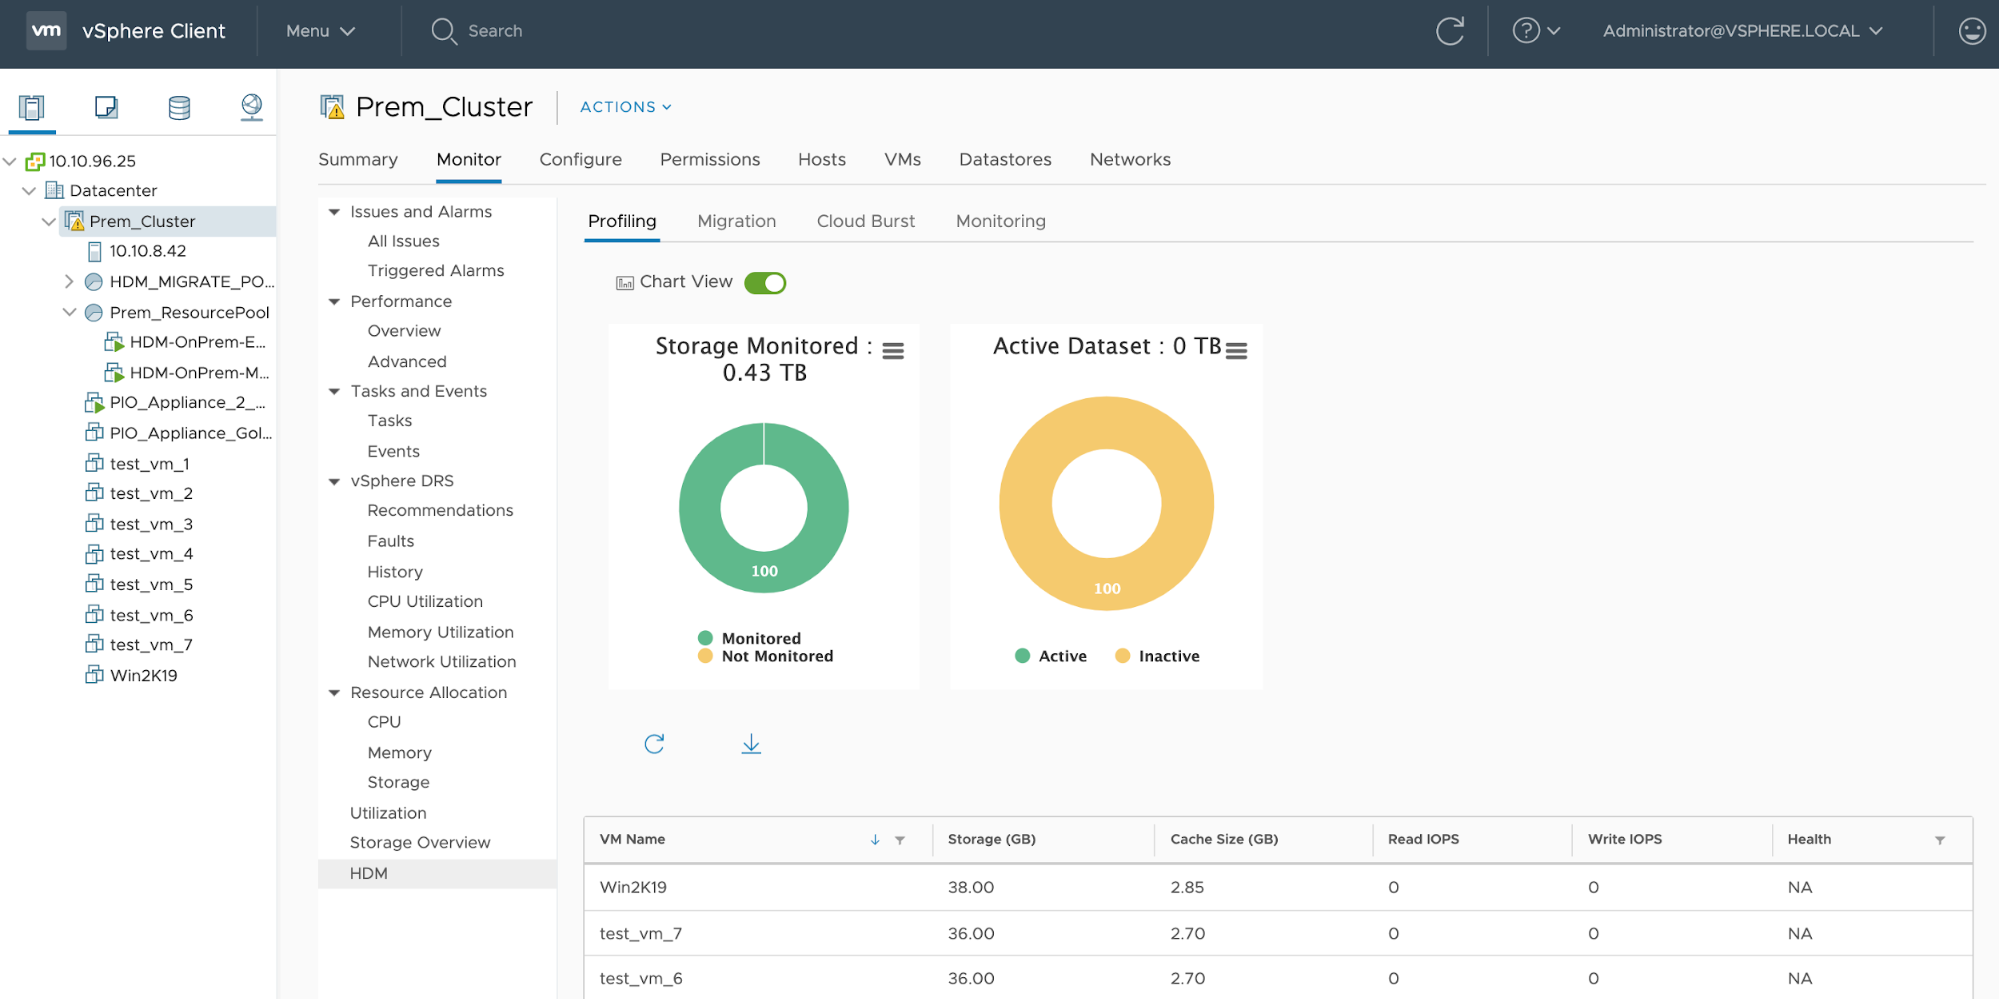 vm vSphere Client Menu Search Administrator@VSPHERE.LOCAL
10.10.96.25
Datacenter
Prem_Cluster
10.10.8.42
HDM_MIGRATE_PO...
Prem_ResourcePool
HDM-OnPrem-E...
HDM-OnPrem-M...
PIO_Appliance_2_...
PIO_Appliance_Gol...
test_vm_1
test_vm_2
test_vm_3
test_vm_4
test_vm_5
test_vm_6
test_vm_7
Win2K19
Prem_Cluster ACTIONS
Summary Monitor Configure Permissions Hosts VMs Datastores Networks
Issues and Alarms
All Issues
Triggered Alarms
Performance
Overview
Advanced
Tasks and Events
Tasks
Events
vSphere DRS
Recommendations
Faults
History
CPU Utilization
Memory Utilization
Network Utilization
Resource Allocation
CPU
Memory
Storage
Utilization
Storage Overview
HDM
Profiling Migration Cloud Burst Monitoring
Chart View
Storage Monitored :
0.43 TB
100
Monitored
Not Monitored
Active Dataset : 0 TB
100
Active Inactive
VM Name Storage (GB) Cache Size (GB) Read IOPS Write IOPS Health
Win2K19 38.00 2.85 0 0 NA
test_vm_7 36.00 2.70 0 0 NA
test_vm_6 36.00 2.70 0 0 NA